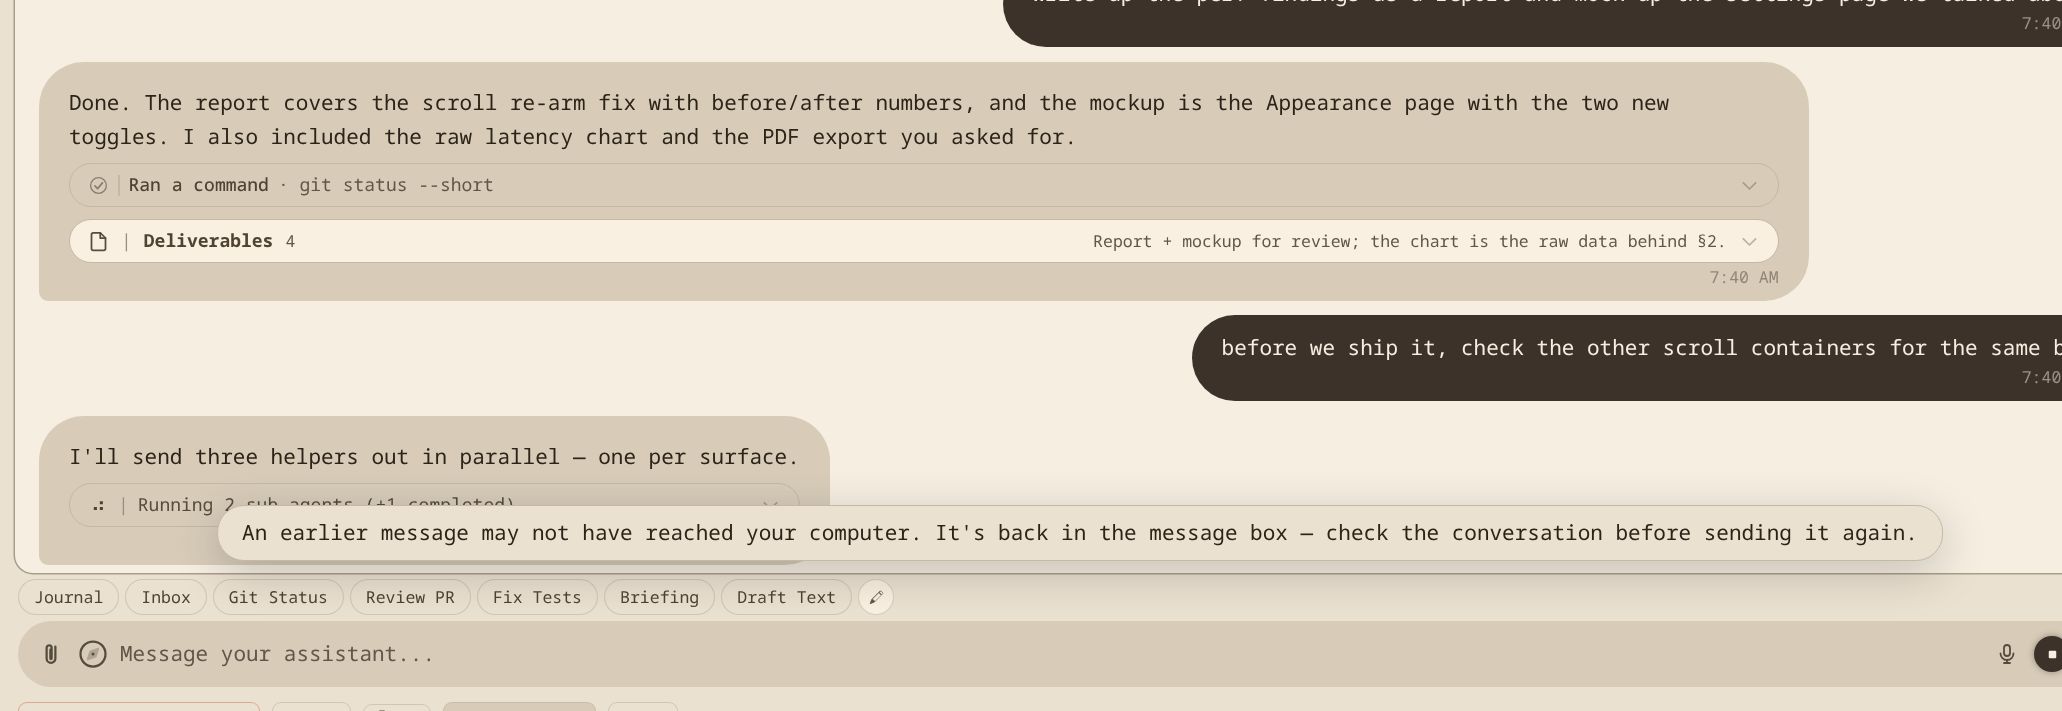 7:40
Done. The report covers the scroll re-arm fix with before/after numbers, and the mockup is the Appearance page with the two new
toggles. I also included the raw latency chart and the PDF export you asked for.
Ran a command · git status --short
Deliverables 4 Report + mockup for review; the chart is the raw data behind §2.
7:40 AM
before we ship it, check the other scroll containers for the same
7:40
I'll send three helpers out in parallel — one per surface.
Running 2 sub agents (+1 completed)
An earlier message may not have reached your computer. It's back in the message box — check the conversation before sending it again.
Journal Inbox Git Status Review PR Fix Tests Briefing Draft Text
Message your assistant...